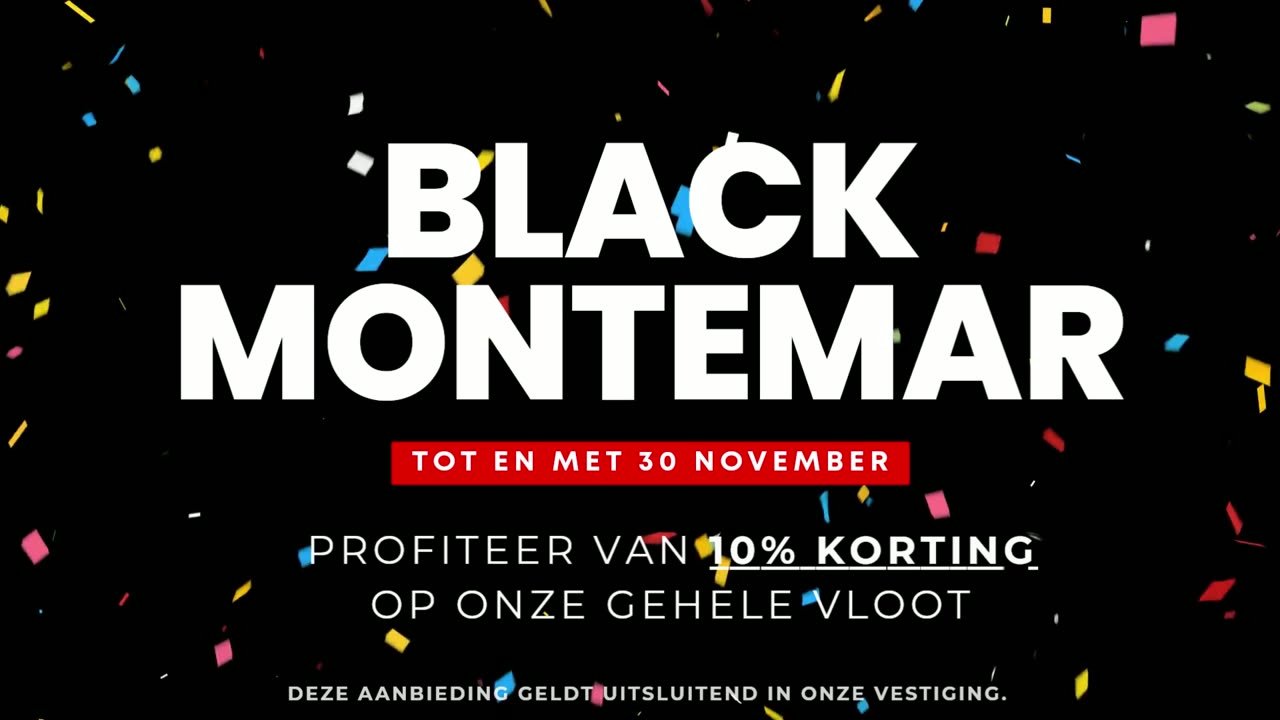 BLACK
MONTEMAR
TOT EN MET 30 NOVEMBER
PROFITEER VAN 10% KORTING
OP ONZE GEHELE VLOOT
DEZE AANBIEDING GELDT UITSLUITEND IN ONZE VESTIGING.